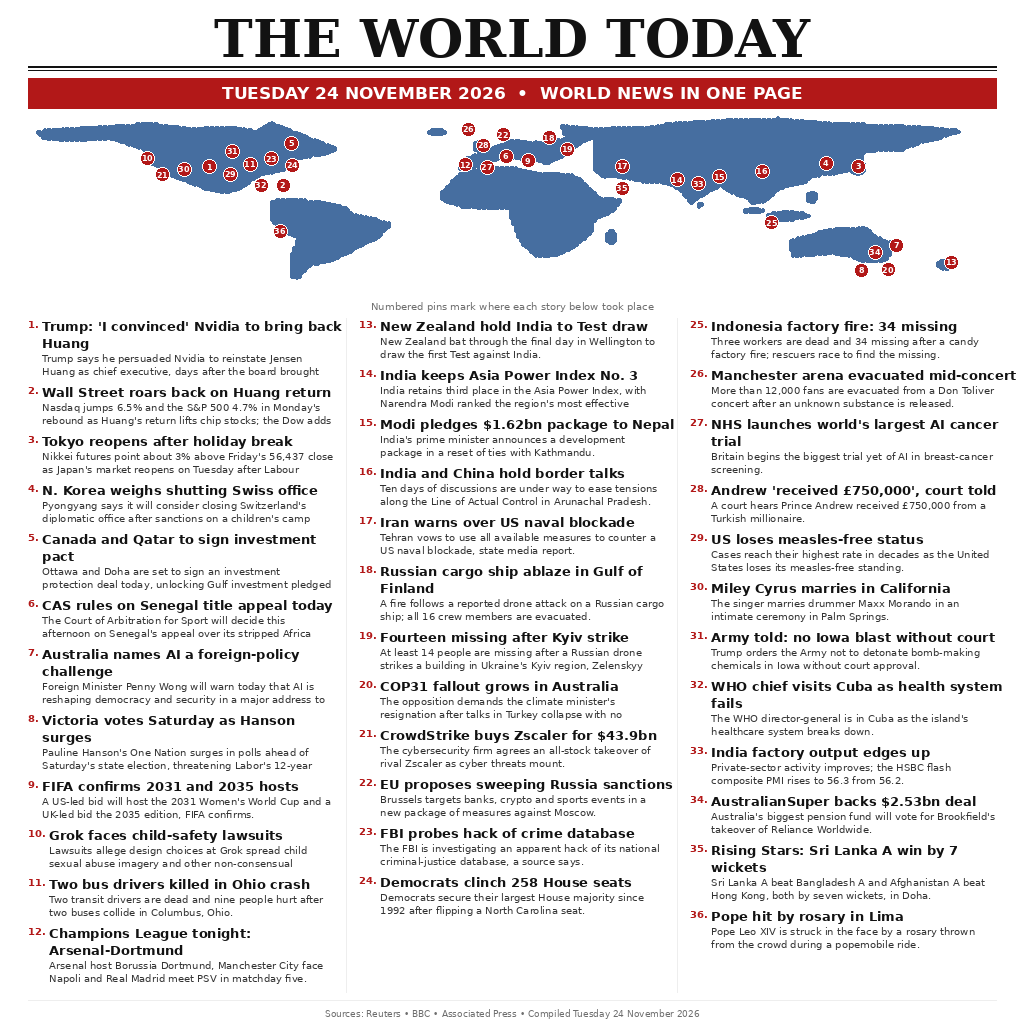 THE WORLD TODAY
TUESDAY 24 NOVEMBER 2026 • WORLD NEWS IN ONE PAGE
26
22
5
18
28
31
19
10
11
23
6
9
4
30
1
24
12
27
17
3
21
29
16
14
33
15
32
2
35
25
36
7
34
13
8
20
Numbered pins mark where each story below took place
1. Trump: 'I convinced' Nvidia to bring back
Huang
Trump says he persuaded Nvidia to reinstate Jensen
Huang as chief executive, days after the board brought
2. Wall Street roars back on Huang return
Nasdaq jumps 6.5% and the S&P 500 4.7% in Monday's
rebound as Huang's return lifts chip stocks; the Dow adds
3. Tokyo reopens after holiday break
Nikkei futures point about 3% above Friday's 56,437 close
as Japan's market reopens on Tuesday after Labour
4. N. Korea weighs shutting Swiss office
Pyongyang says it will consider closing Switzerland's
diplomatic office after sanctions on a children's camp
5. Canada and Qatar to sign investment
pact
Ottawa and Doha are set to sign an investment
protection deal today, unlocking Gulf investment pledged
6. CAS rules on Senegal title appeal today
The Court of Arbitration for Sport will decide this
afternoon on Senegal's appeal over its stripped Africa
7. Australia names AI a foreign-policy
challenge
Foreign Minister Penny Wong will warn today that AI is
reshaping democracy and security in a major address to
8. Victoria votes Saturday as Hanson
surges
Pauline Hanson's One Nation surges in polls ahead of
Saturday's state election, threatening Labor's 12-year
9. FIFA confirms 2031 and 2035 hosts
A US-led bid will host the 2031 Women's World Cup and a
UK-led bid the 2035 edition, FIFA confirms.
10. Grok faces child-safety lawsuits
Lawsuits allege design choices at Grok spread child
sexual abuse imagery and other non-consensual
11. Two bus drivers killed in Ohio crash
Two transit drivers are dead and nine people hurt after
two buses collide in Columbus, Ohio.
12. Champions League tonight:
Arsenal-Dortmund
Arsenal host Borussia Dortmund, Manchester City face
Napoli and Real Madrid meet PSV in matchday five.
13. New Zealand hold India to Test draw
New Zealand bat through the final day in Wellington to
draw the first Test against India.
14. India keeps Asia Power Index No. 3
India retains third place in the Asia Power Index, with
Narendra Modi ranked the region's most effective
15. Modi pledges $1.62bn package to Nepal
India's prime minister announces a development
package in a reset of ties with Kathmandu.
16. India and China hold border talks
Ten days of discussions are under way to ease tensions
along the Line of Actual Control in Arunachal Pradesh.
17. Iran warns over US naval blockade
Tehran vows to use all available measures to counter a
US naval blockade, state media report.
18. Russian cargo ship ablaze in Gulf of
Finland
A fire follows a reported drone attack on a Russian cargo
ship; all 16 crew members are evacuated.
19. Fourteen missing after Kyiv strike
At least 14 people are missing after a Russian drone
strikes a building in Ukraine's Kyiv region, Zelenskyy
20. COP31 fallout grows in Australia
The opposition demands the climate minister's
resignation after talks in Turkey collapse with no
21. CrowdStrike buys Zscaler for $43.9bn
The cybersecurity firm agrees an all-stock takeover of
rival Zscaler as cyber threats mount.
22. EU proposes sweeping Russia sanctions
Brussels targets banks, crypto and sports events in a
new package of measures against Moscow.
23. FBI probes hack of crime database
The FBI is investigating an apparent hack of its national
criminal-justice database, a source says.
24. Democrats clinch 258 House seats
Democrats secure their largest House majority since
1992 after flipping a North Carolina seat.
25. Indonesia factory fire: 34 missing
Three workers are dead and 34 missing after a candy
factory fire; rescuers race to find the missing.
26. Manchester arena evacuated mid-concert
More than 12,000 fans are evacuated from a Don Toliver
concert after an unknown substance is released.
27. NHS launches world's largest AI cancer
trial
Britain begins the biggest trial yet of AI in breast-cancer
screening.
28. Andrew 'received £750,000', court told
A court hears Prince Andrew received £750,000 from a
Turkish millionaire.
29. US loses measles-free status
Cases reach their highest rate in decades as the United
States loses its measles-free standing.
30. Miley Cyrus marries in California
The singer marries drummer Maxx Morando in an
intimate ceremony in Palm Springs.
31. Army told: no Iowa blast without court
Trump orders the Army not to detonate bomb-making
chemicals in Iowa without court approval.
32. WHO chief visits Cuba as health system
fails
The WHO director-general is in Cuba as the island's
healthcare system breaks down.
33. India factory output edges up
Private-sector activity improves; the HSBC flash
composite PMI rises to 56.3 from 56.2.
34. AustralianSuper backs $2.53bn deal
Australia's biggest pension fund will vote for Brookfield's
takeover of Reliance Worldwide.
35. Rising Stars: Sri Lanka A win by 7
wickets
Sri Lanka A beat Bangladesh A and Afghanistan A beat
Hong Kong, both by seven wickets, in Doha.
36. Pope hit by rosary in Lima
Pope Leo XIV is struck in the face by a rosary thrown
from the crowd during a popemobile ride.
Sources: Reuters • BBC • Associated Press • Compiled Tuesday 24 November 2026